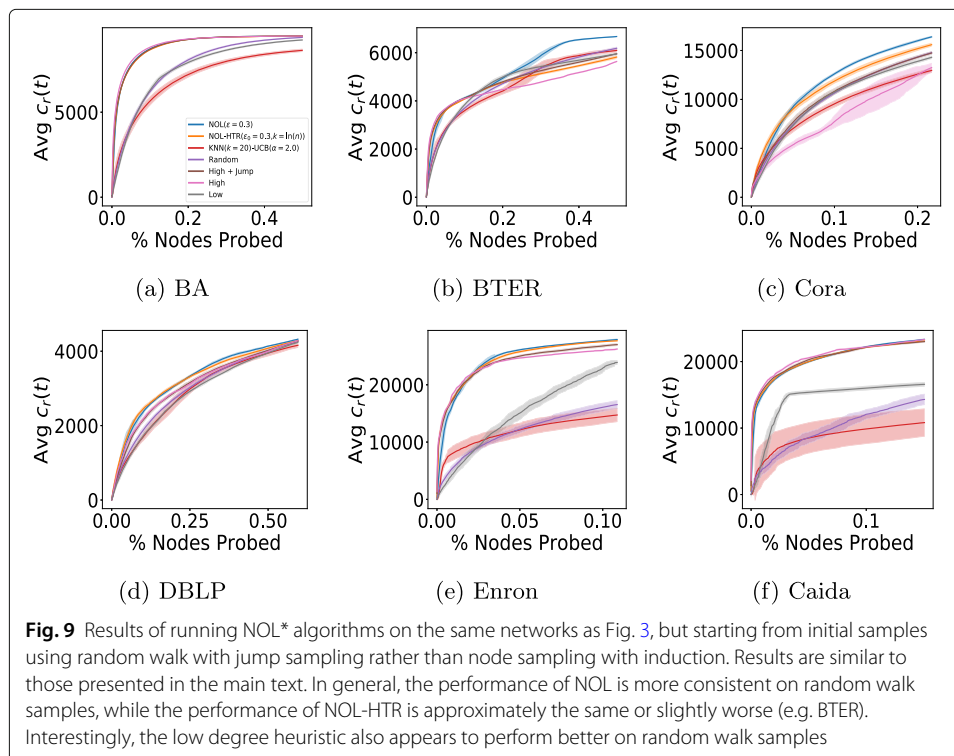 Avg c_r(t)
5000
0
0.0 0.2 0.4
% Nodes Probed
NOL(ε = 0.3)
NOL-HTR(ε₀ = 0.3, k = ln(n))
KNN(k = 20)-UCB(α = 2.0)
Random
High + Jump
High
Low
(a) BA
Avg c_r(t)
6000
4000
2000
0
0.0 0.2 0.4
% Nodes Probed
(b) BTER
Avg c_r(t)
15000
10000
5000
0
0.0 0.1 0.2
% Nodes Probed
(c) Cora
Avg c_r(t)
4000
2000
0
0.00 0.25 0.50
% Nodes Probed
(d) DBLP
Avg c_r(t)
20000
10000
0
0.00 0.05 0.10
% Nodes Probed
(e) Enron
Avg c_r(t)
20000
10000
0
0.0 0.1
% Nodes Probed
(f) Caida
Fig. 9 Results of running NOL* algorithms on the same networks as Fig. 3, but starting from initial samples
using random walk with jump sampling rather than node sampling with induction. Results are similar to
those presented in the main text. In general, the performance of NOL is more consistent on random walk
samples, while the performance of NOL-HTR is approximately the same or slightly worse (e.g. BTER).
Interestingly, the low degree heuristic also appears to perform better on random walk samples